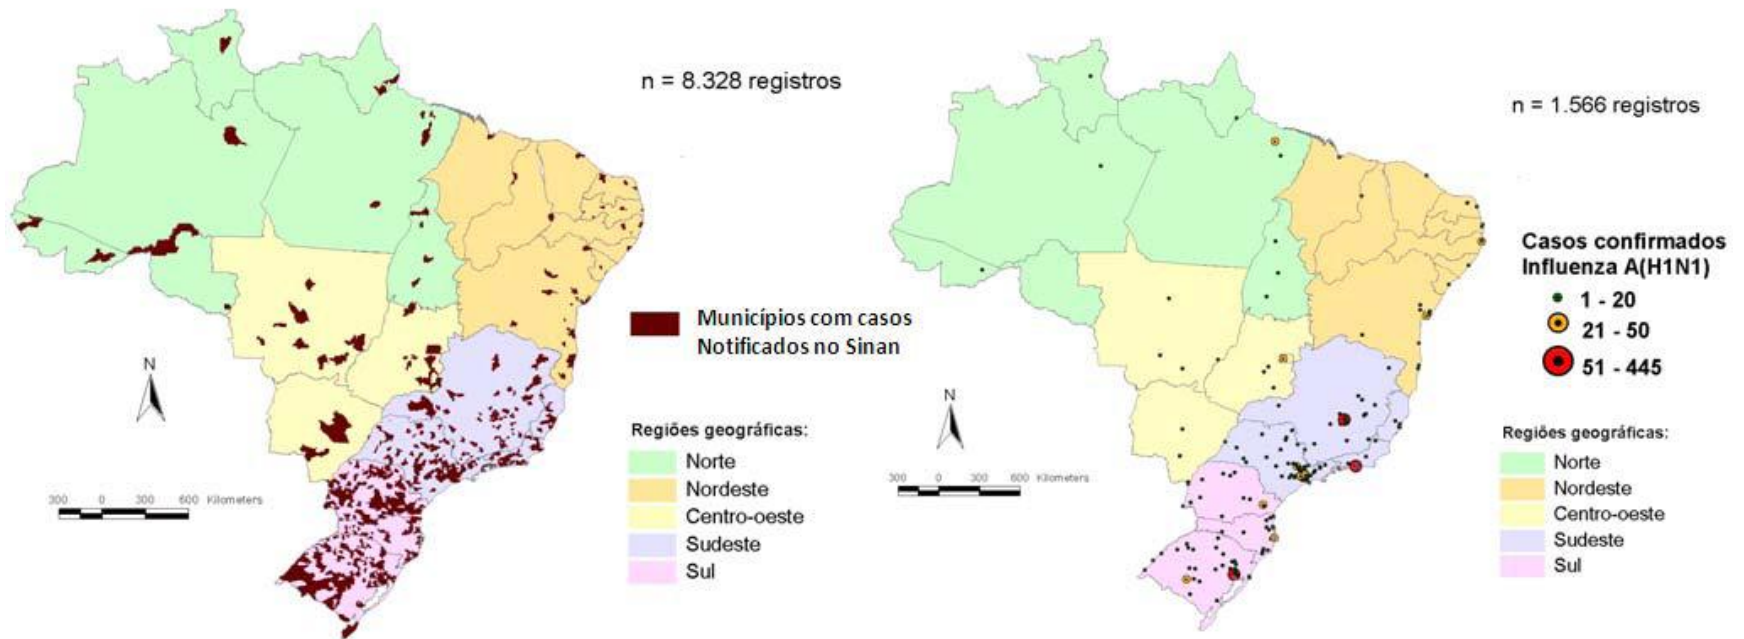 n = 8.328 registros
Municípios com casos
Notificados no Sinan
N
300 0 300 600 Kilometers
Regiões geográficas:
Norte
Nordeste
Centro-oeste
Sudeste
Sul
n = 1.566 registros
Casos confirmados
Influenza A(H1N1)
1 - 20
21 - 50
51 - 445
N
300 0 300 600 Kilometers
Regiões geográficas:
Norte
Nordeste
Centro-oeste
Sudeste
Sul